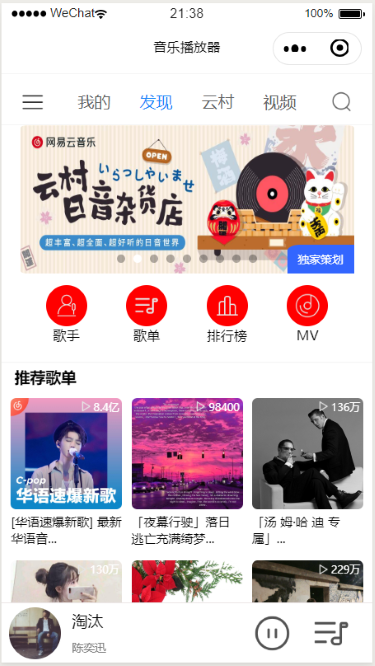 WeChat 21:38 100%
音乐播放器
我的 发现 云村 视频
网易云音乐
OPEN
いらっしゃいませ
云村
日音杂货店
超丰富、超全面、超好听的日音世界
独家策划
歌手 歌单 排行榜 MV
推荐歌单
8.4亿 98400 136万
C-pop
华语速爆新歌
[华语速爆新歌] 最新华语音...
「夜幕行驶」落日逃亡充满绮梦...
「汤 姆·哈 迪 专属」...
130万 229万
淘汰
陈奕迅